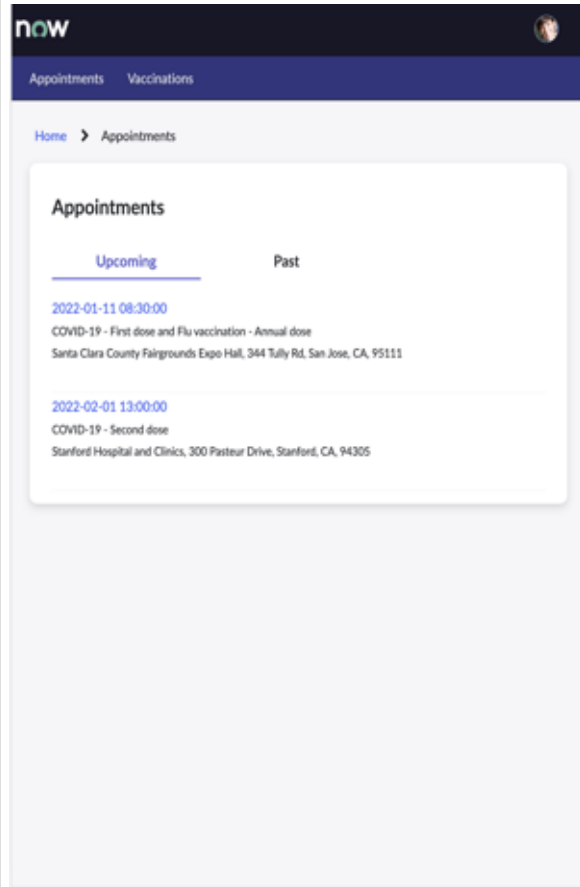 now
Appointments Vaccinations
Home > Appointments
Appointments
Upcoming Past
2022-01-11 08:30:00
COVID-19 - First dose and Flu vaccination - Annual dose
Santa Clara County Fairgrounds Expo Hall, 344 Tully Rd, San Jose, CA, 95111
2022-02-01 13:00:00
COVID-19 - Second dose
Stanford Hospital and Clinics, 300 Pasteur Drive, Stanford, CA, 94305